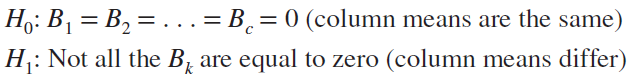 H₀: B₁ = B₂ = . . . = B꜀ = 0 (column means are the same)
H₁: Not all the Bₖ are equal to zero (column means differ)